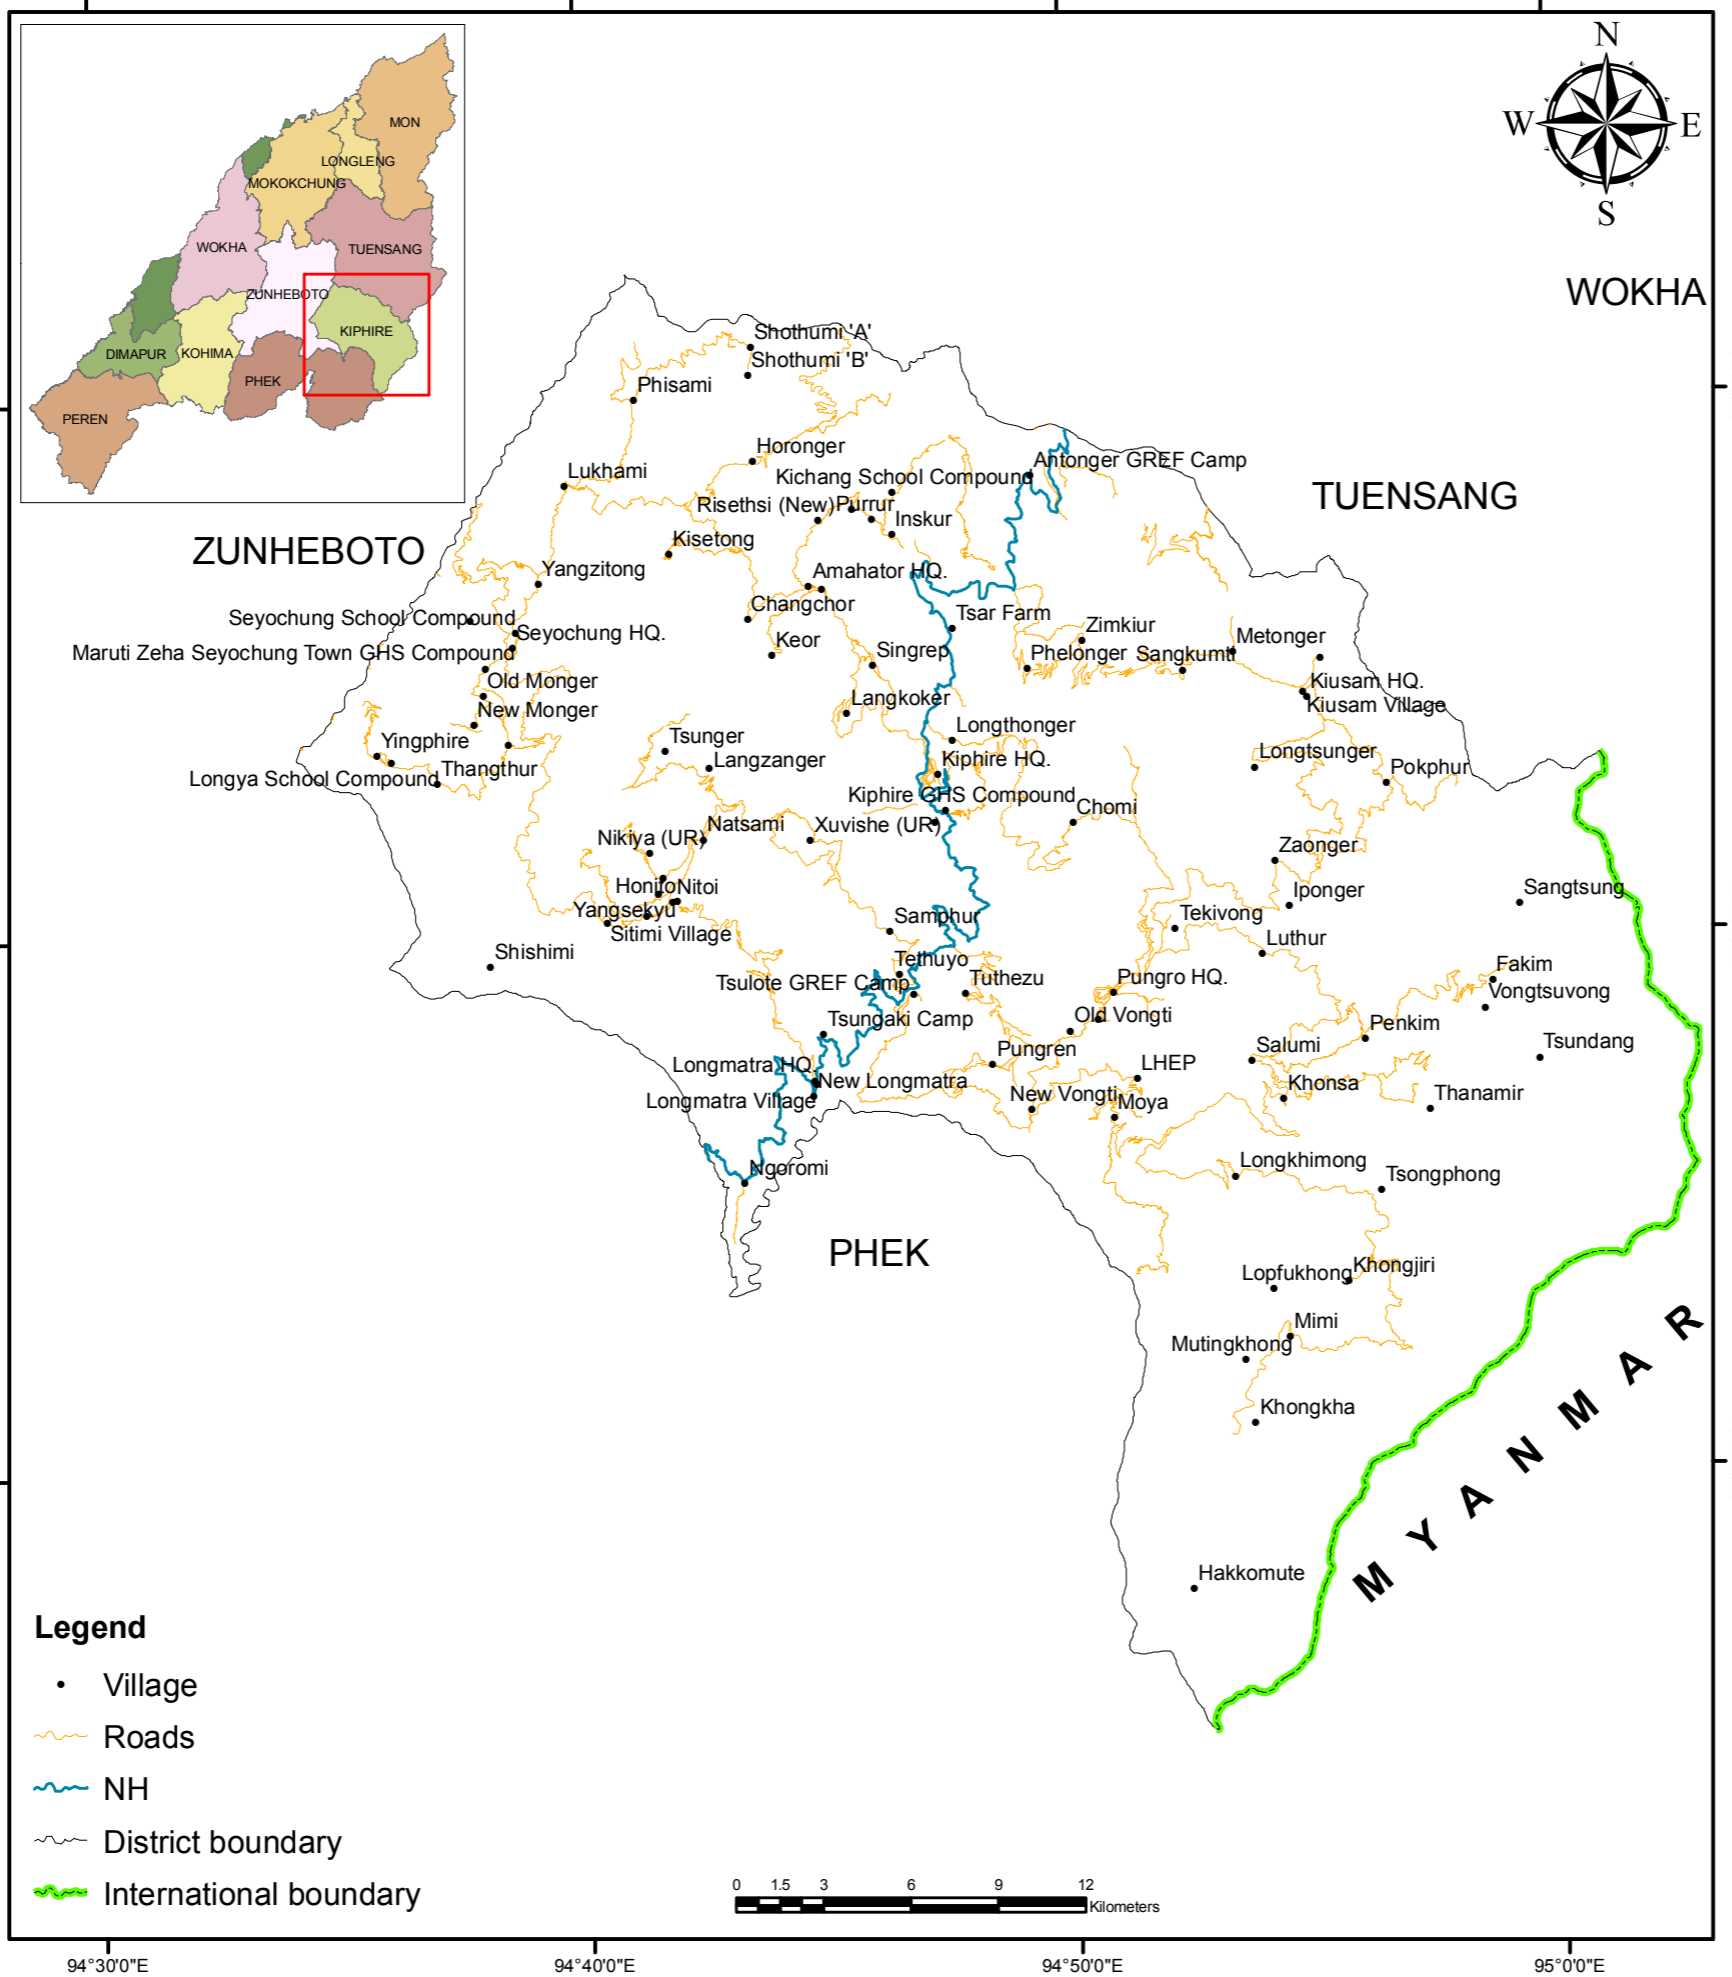 MON
LONGLENG
MOKOKCHUNG
WOKHA
TUENSANG
ZUNHEBOTO
KIPHIRE
DIMAPUR
KOHIMA
PHEK
PEREN
N
W
E
S
WOKHA
TUENSANG
ZUNHEBOTO
PHEK
MYANMAR
Shothumi 'A'
Shothumi 'B'
Phisami
Horonger
Lukhami
Kichang School Compound
Antonger GREF Camp
Risethsi (New)
Purrur
Inskur
Kisetong
Yangzitong
Amahator HQ.
Changchor
Tsar Farm
Seyochung School Compound
Seyochung HQ.
Zimkiur
Metonger
Keor
Singrep
Phelonger
Sangkumti
Maruti Zeha Seyochung Town GHS Compound
Old Monger
Kiusam HQ.
Kiusam Village
Langkoker
New Monger
Longthonger
Tsunger
Yingphire
Langzanger
Kiphire HQ.
Longtsunger
Pokphur
Longya School Compound
Thangthur
Kiphire GHS Compound
Chomi
Natsami
Xuvishe (UR)
Nikiya (UR)
Zaonger
Honito
Nitoi
Iponger
Sangtsung
Yangsekyu
Samphur
Tekivong
Sitimi Village
Luthur
Shishimi
Tethuyo
Fakim
Tsulote GREF Camp
Tuthezu
Pungro HQ.
Vongtsuvong
Tsungaki Camp
Old Vongti
Penkim
Tsundang
Pungren
Salumi
Longmatra HQ.
LHEP
New Longmatra
Khonsa
Thanamir
Longmatra Village
New Vongti
Moya
Ngoromi
Longkhimong
Tsongphong
Lopfukhong
Khongjiri
Mimi
Mutingkhong
Khongkha
Hakkomute
Legend
Village
Roads
NH
District boundary
International boundary
0 1.5 3 6 9 12
Kilometers
94°30'0"E 94°40'0"E 94°50'0"E 95°0'0"E